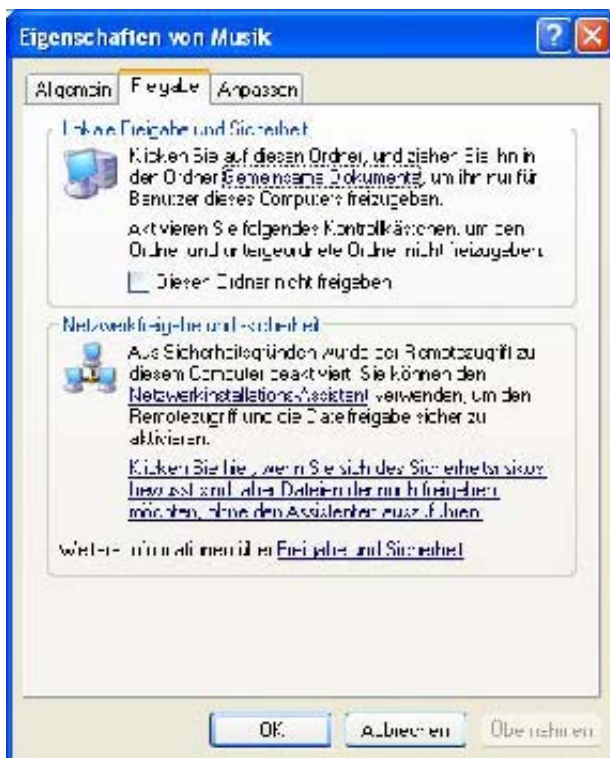 Eigenschaften von Musik
Allgemein Freigabe Anpassen
Lokale Freigabe und Sicherheit
Klicken Sie auf diesen Ordner, und ziehen Sie ihn in
den Ordner Gemeinsame Dokumente, um ihn nur für
Benutzer dieses Computers freizugeben.
Aktivieren Sie folgendes Kontrollkästchen, um den
Ordner und untergeordnete Ordner nicht freizugeben.
Diesen Ordner nicht freigeben
Netzwerkfreigabe und -sicherheit
Aus Sicherheitsgründen wurde der Remotezugriff zu
diesem Computer deaktiviert. Sie können den
Netzwerkinstallations-Assistent verwenden, um den
Remotezugriff und die Dateifreigabe sicher zu
aktivieren.
Klicken Sie hier, wenn Sie sich des Sicherheitsrisikos
bewusst sind, aber Dateien dennoch freigeben
möchten, ohne den Assistenten auszuführen.
Weitere Informationen über Freigabe und Sicherheit
OK Abbrechen Übernehmen